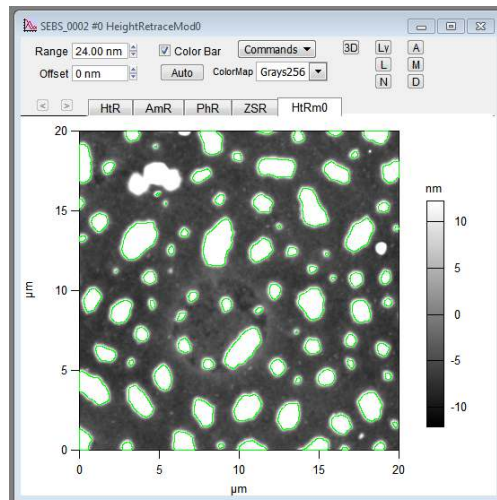 SEBS_0002 #0 HeightRetraceMod0
Range 24.00 nm Color Bar Commands 3D Ly A
L M
Offset 0 nm Auto ColorMap Grays256 N D
< > HtR AmR PhR ZSR HtRm0
20
15
10
5
0
µm
0 5 10 15 20
µm
nm
10
5
0
-5
-10